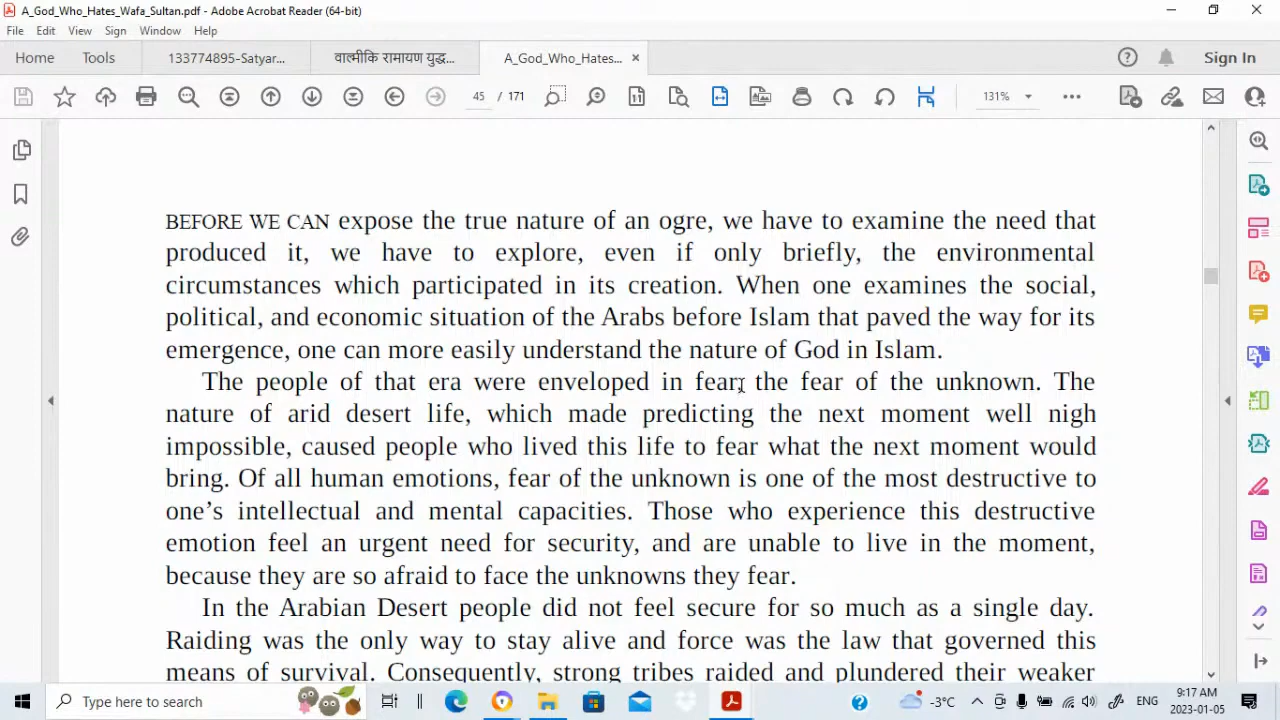 A_God_Who_Hates_Wafa_Sultan.pdf - Adobe Acrobat Reader (64-bit)
File Edit View Sign Window Help
Home Tools 133774895-Satyar... वाल्मीकि रामायण युद्ध... A_God_Who_Hates... × Sign In
45 / 171 131%
BEFORE WE CAN expose the true nature of an ogre, we have to examine the need that
produced it, we have to explore, even if only briefly, the environmental
circumstances which participated in its creation. When one examines the social,
political, and economic situation of the Arabs before Islam that paved the way for its
emergence, one can more easily understand the nature of God in Islam.
The people of that era were enveloped in fear, the fear of the unknown. The
nature of arid desert life, which made predicting the next moment well nigh
impossible, caused people who lived this life to fear what the next moment would
bring. Of all human emotions, fear of the unknown is one of the most destructive to
one’s intellectual and mental capacities. Those who experience this destructive
emotion feel an urgent need for security, and are unable to live in the moment,
because they are so afraid to face the unknowns they fear.
In the Arabian Desert people did not feel secure for so much as a single day.
Raiding was the only way to stay alive and force was the law that governed this
means of survival. Consequently, strong tribes raided and plundered their weaker
Type here to search
-3°C ENG 9:17 AM
2023-01-05